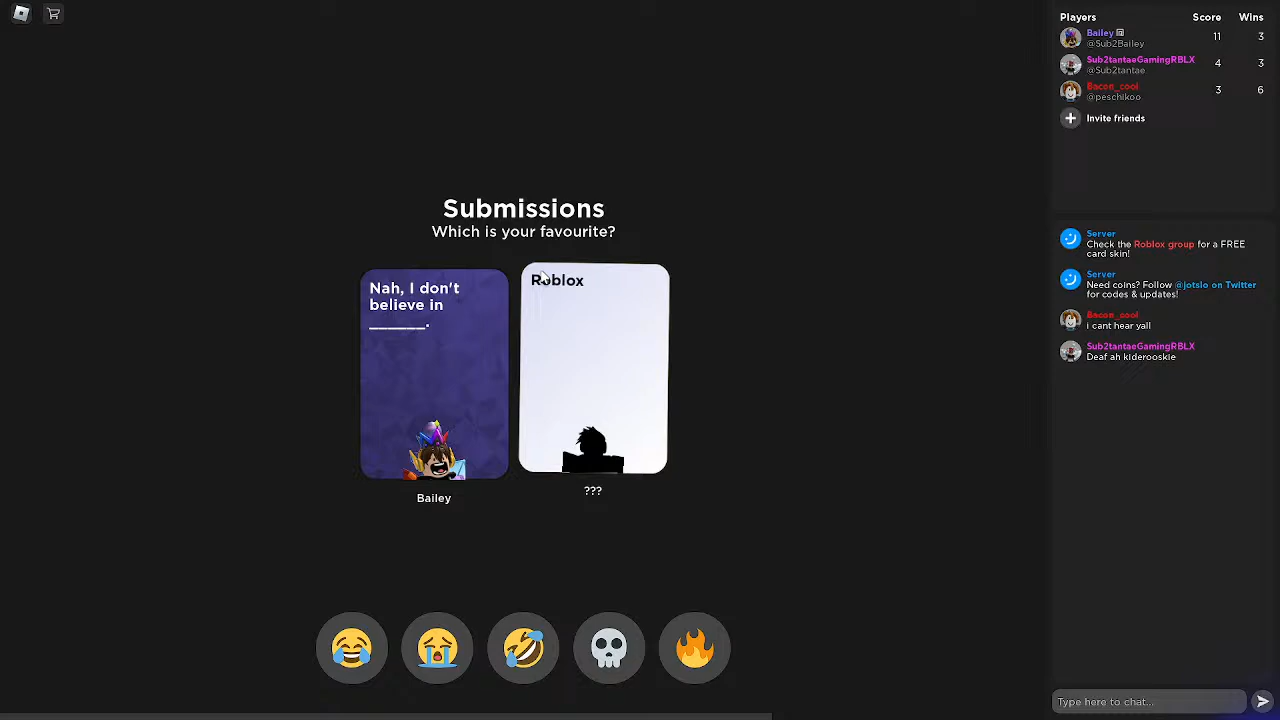 Players Score Wins
Bailey 11 3
@Sub2Bailey
Sub2tantaeGamingRBLX 4 3
@Sub2tantae
Bacon_cool 3 6
@peschikoo
Invite friends
Submissions
Which is your favourite?
Nah, I don't
believe in
______.
Bailey
Roblox
???
Server
Check the Roblox group for a FREE
card skin!
Server
Need coins? Follow @jotslo on Twitter
for codes & updates!
Bacon_cool
i cant hear yall
Sub2tantaeGamingRBLX
Deaf ah kiderooskie
Type here to chat...